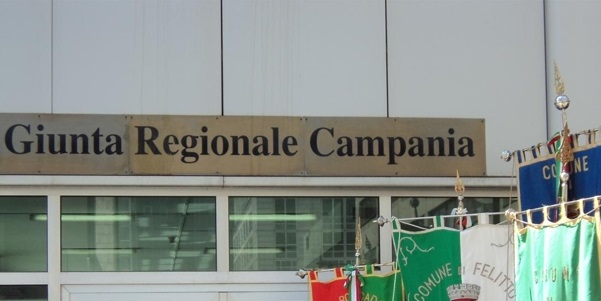 Giunta Regionale Campania
COMUNE
COMUNE DI FELITTO